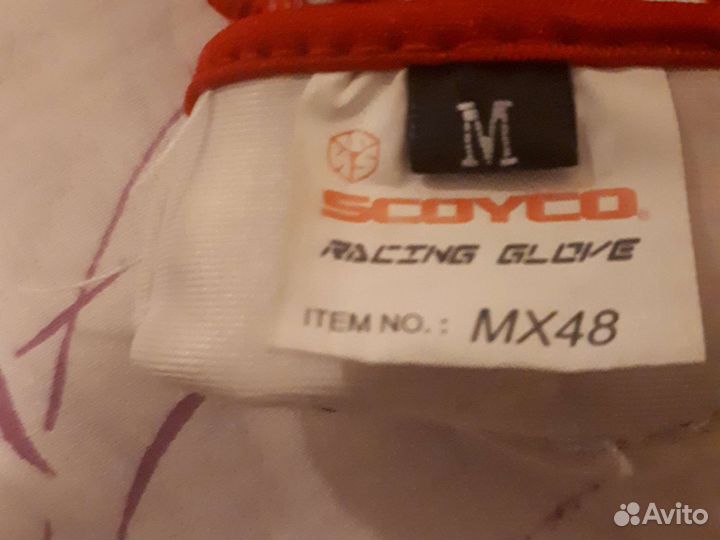 M
SCOYCO
RACING GLOVE
ITEM NO.: MX48
Avito